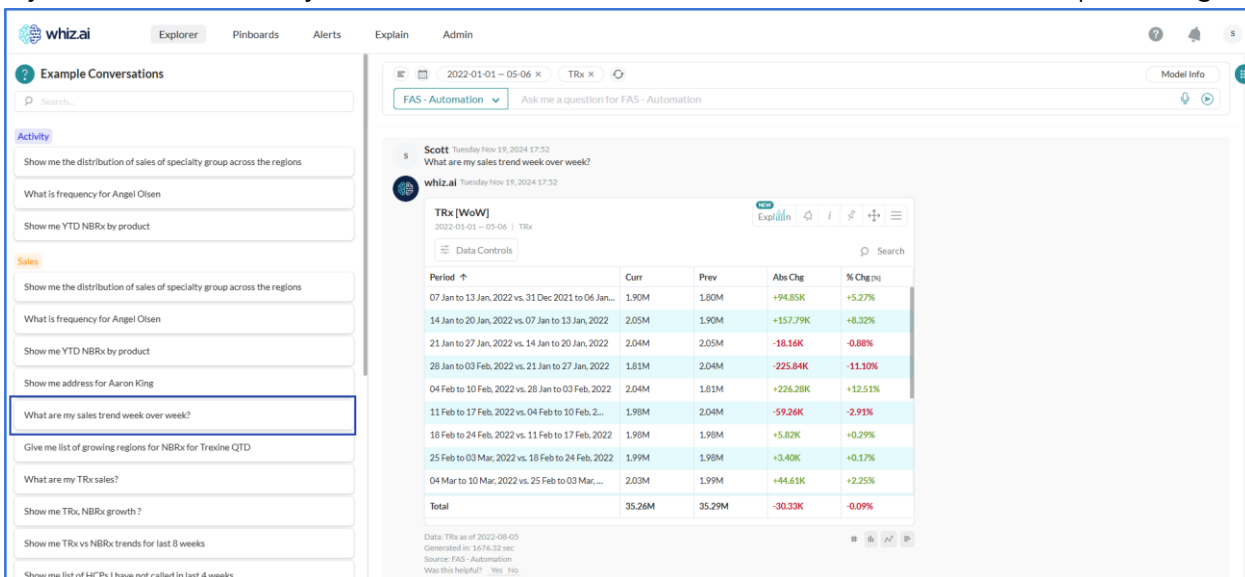 whiz.ai Explorer Pinboards Alerts Explain Admin ? S
? Example Conversations
Search...
Activity
Show me the distribution of sales of specialty group across the regions
What is frequency for Angel Olsen
Show me YTD NBRx by product
Sales
Show me the distribution of sales of specialty group across the regions
What is frequency for Angel Olsen
Show me YTD NBRx by product
Show me address for Aaron King
What are my sales trend week over week?
Give me list of growing regions for NBRx for Trexine QTD
What are my TRx sales?
Show me TRx, NBRx growth ?
Show me TRx vs NBRx trends for last 8 weeks
Show me list of HCPs I have not called in last 4 weeks
2022-01-01 – 05-06 × TRx × Model Info
FAS - Automation Ask me a question for FAS - Automation
S Scott Tuesday Nov 19, 2024 17:52
What are my sales trend week over week?
whiz.ai Tuesday Nov 19, 2024 17:52
TRx [WoW] NEW
2022-01-01 – 05-06 | TRx Explain i
Data Controls Search
Period ↑ Curr Prev Abs Chg % Chg [%]
07 Jan to 13 Jan, 2022 vs. 31 Dec 2021 to 06 Jan... 1.90M 1.80M +94.85K +5.27%
14 Jan to 20 Jan, 2022 vs. 07 Jan to 13 Jan, 2022 2.05M 1.90M +157.79K +8.32%
21 Jan to 27 Jan, 2022 vs. 14 Jan to 20 Jan, 2022 2.04M 2.05M -18.16K -0.88%
28 Jan to 03 Feb, 2022 vs. 21 Jan to 27 Jan, 2022 1.81M 2.04M -225.84K -11.10%
04 Feb to 10 Feb, 2022 vs. 28 Jan to 03 Feb, 2022 2.04M 1.81M +226.28K +12.51%
11 Feb to 17 Feb, 2022 vs. 04 Feb to 10 Feb, 2... 1.98M 2.04M -59.26K -2.91%
18 Feb to 24 Feb, 2022 vs. 11 Feb to 17 Feb, 2022 1.98M 1.98M +5.82K +0.29%
25 Feb to 03 Mar, 2022 vs. 18 Feb to 24 Feb, 2022 1.99M 1.98M +3.40K +0.17%
04 Mar to 10 Mar, 2022 vs. 25 Feb to 03 Mar, ... 2.03M 1.99M +44.61K +2.25%
Total 35.26M 35.29M -30.33K -0.09%
Data: TRx as of 2022-08-05
Generated in: 1676.32 sec
Source: FAS - Automation
Was this helpful? Yes No